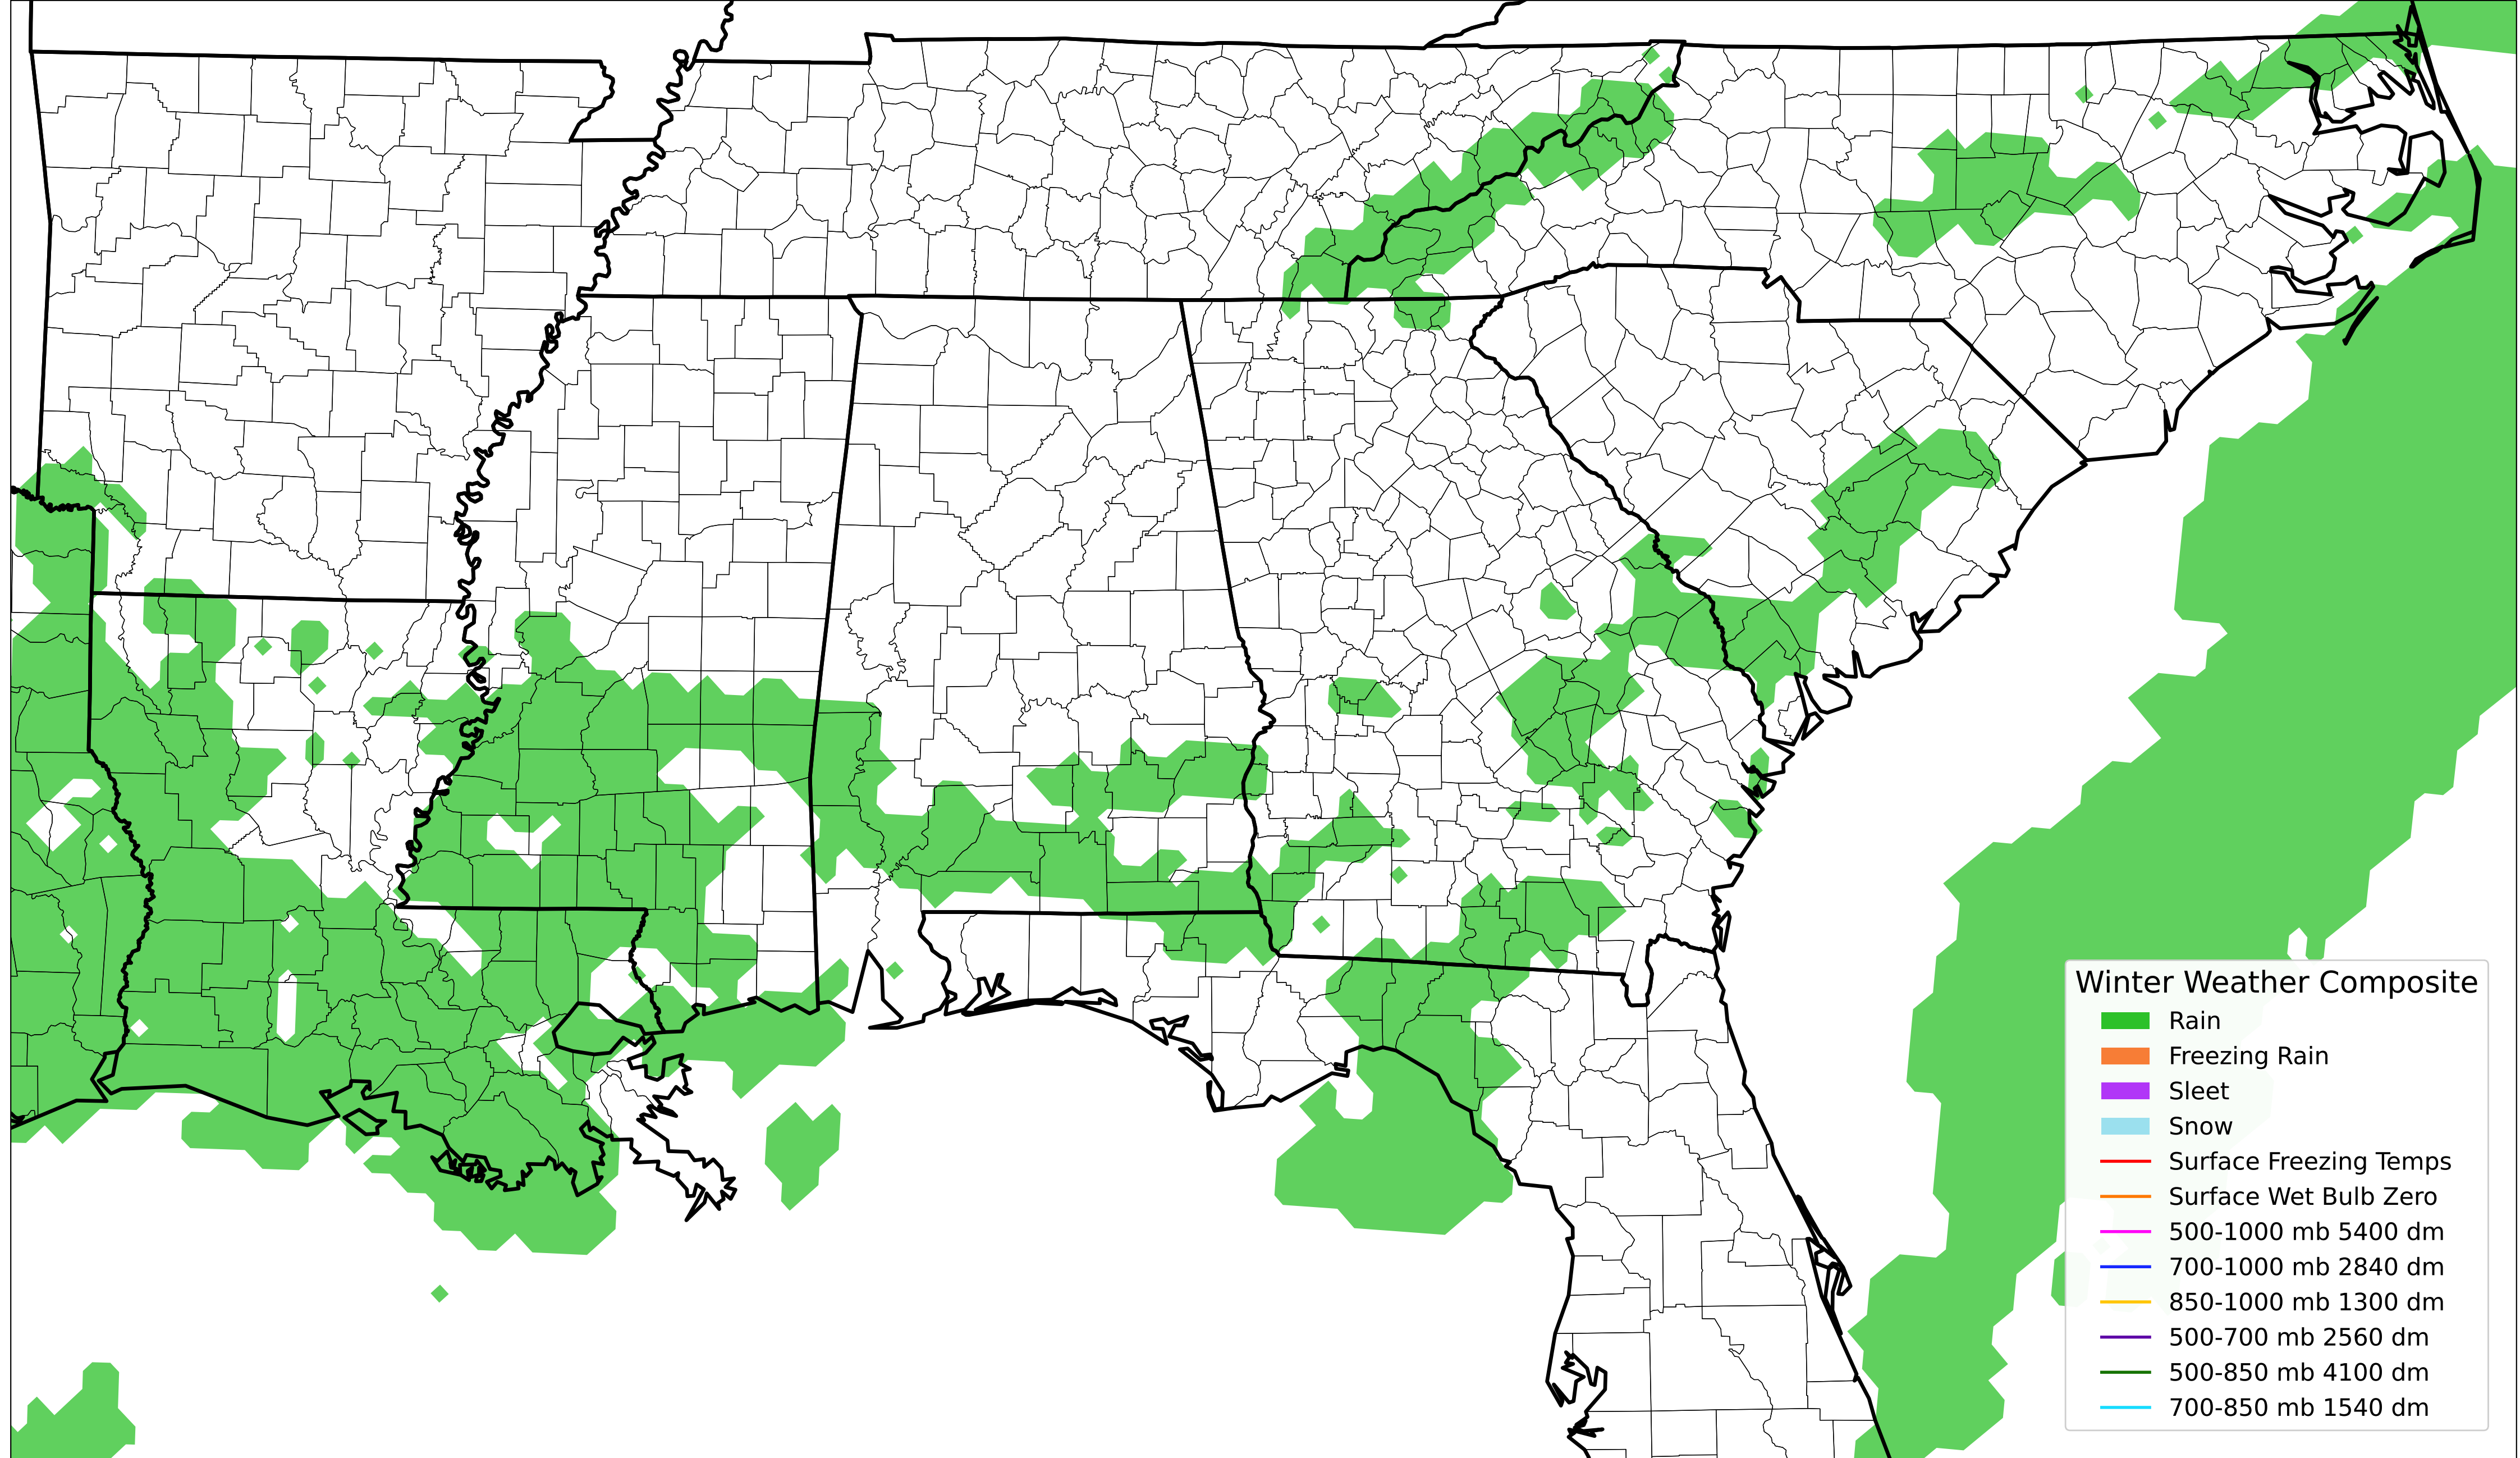 Winter Weather Composite
Rain
Freezing Rain
Sleet
Snow
Surface Freezing Temps
Surface Wet Bulb Zero
500-1000 mb 5400 dm
700-1000 mb 2840 dm
850-1000 mb 1300 dm
500-700 mb 2560 dm
500-850 mb 4100 dm
700-850 mb 1540 dm